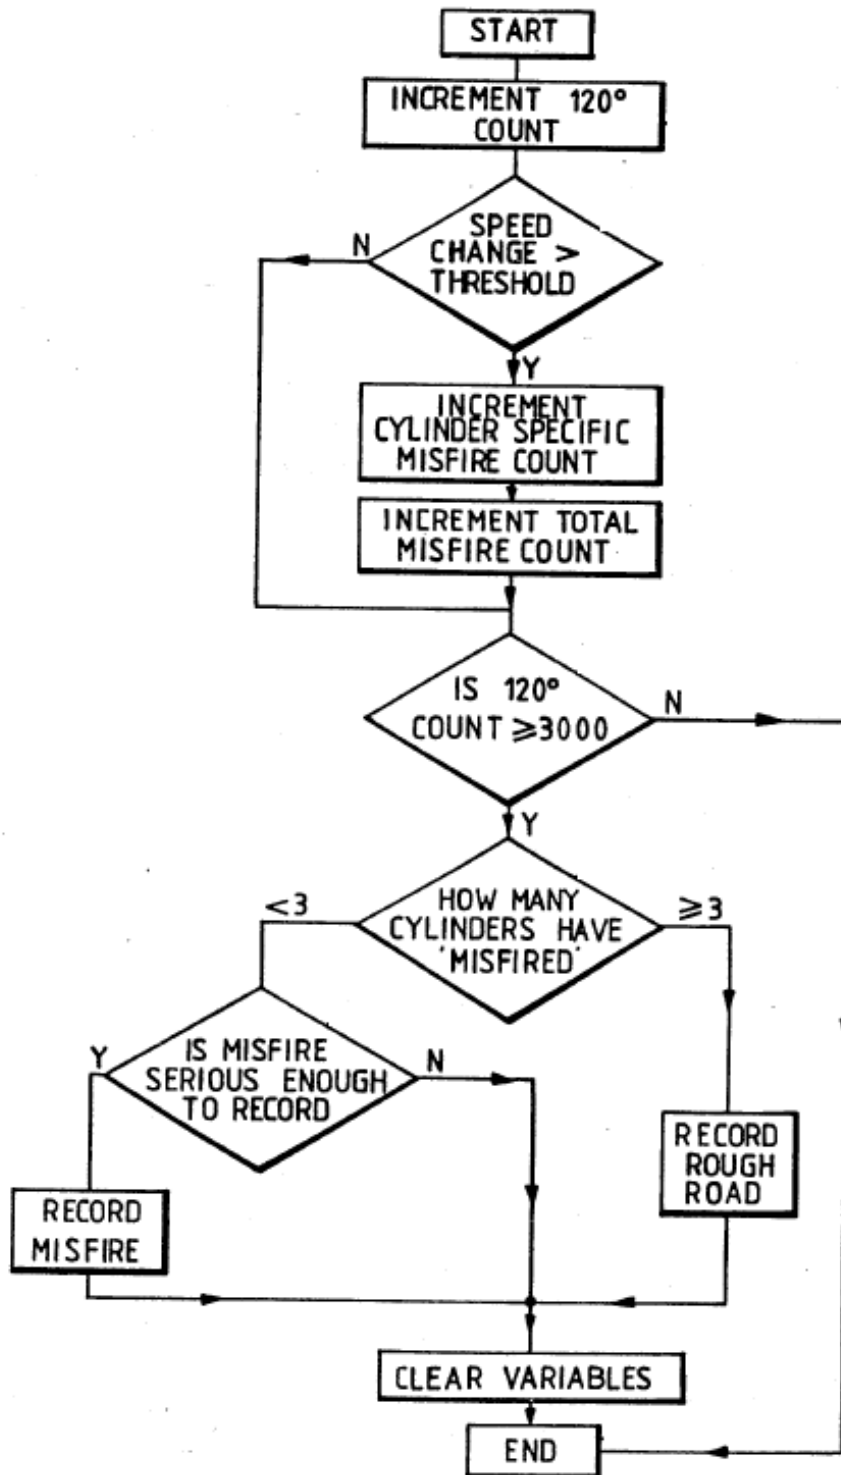 START
INCREMENT 120°
COUNT
SPEED
CHANGE >
THRESHOLD
N
Y
INCREMENT
CYLINDER SPECIFIC
MISFIRE COUNT
INCREMENT TOTAL
MISFIRE COUNT
IS 120°
COUNT ⩾3000
N
Y
HOW MANY
CYLINDERS HAVE
'MISFIRED'
<3
⩾3
IS MISFIRE
SERIOUS ENOUGH
TO RECORD
Y
N
RECORD
ROUGH
ROAD
RECORD
MISFIRE
CLEAR VARIABLES
END